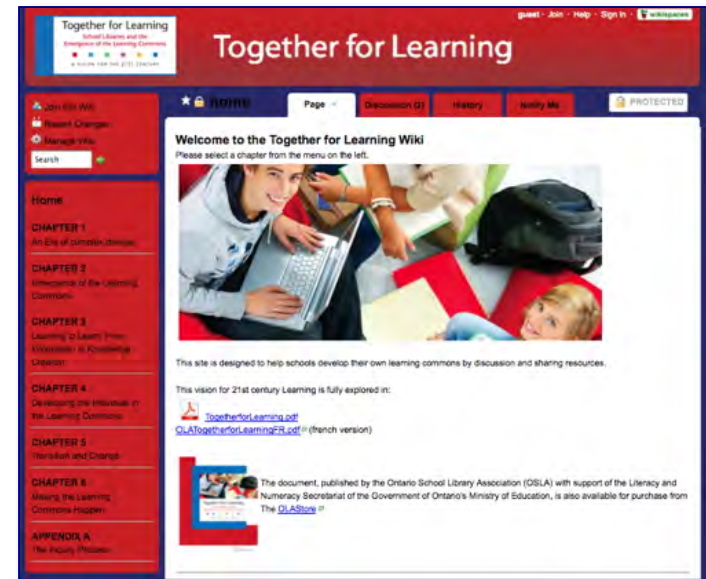 Together for Learning
School Libraries and the
Emergence of the Learning Commons
A VISION FOR THE 21ST CENTURY
Together for Learning
guest · Join · Help · Sign In · wikispaces
Join this Wiki
Recent Changes
Manage Wiki
Search
home
Page
Discussion (2)
History
Notify Me
PROTECTED
Home
CHAPTER 1
An Era of complex change
CHAPTER 2
Emergence of the Learning
Commons
CHAPTER 3
Learning to Learn: From
Information to Knowledge
Creation
CHAPTER 4
Developing the Individual in
the Learning Commons
CHAPTER 5
Transition and Change
CHAPTER 6
Making the Learning
Commons Happen
APPENDIX A
The Inquiry Process
Welcome to the Together for Learning Wiki
Please select a chapter from the menu on the left.
This site is designed to help schools develop their own learning commons by discussion and sharing resources.
This vision for 21st century Learning is fully explored in:
TogetherforLearning.pdf
OLATogetherforLearningFR.pdf (french version)
The document, published by the Ontario School Library Association (OSLA) with support of the Literacy and
Numeracy Secretariat of the Government of Ontario's Ministry of Education, is also available for purchase from
The OLAStore